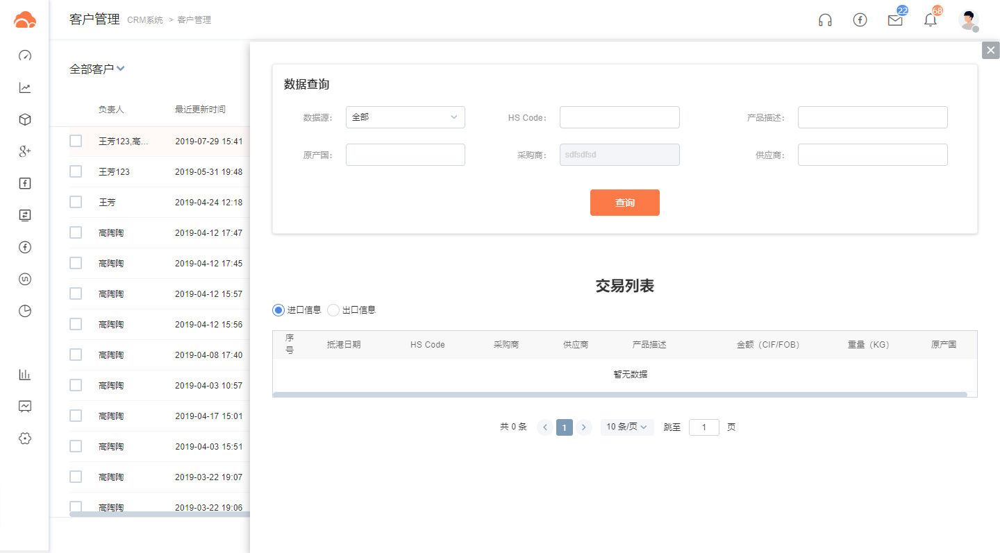 客户管理 CRM系统 > 客户管理
22
68
全部客户
负责人 最近更新时间
王芳123,高... 2019-07-29 15:41
王芳123 2019-05-31 19:48
王芳 2019-04-24 12:18
高陶陶 2019-04-12 17:47
高陶陶 2019-04-12 17:45
高陶陶 2019-04-12 15:57
高陶陶 2019-04-12 15:56
高陶陶 2019-04-08 17:40
高陶陶 2019-04-03 10:57
高陶陶 2019-04-17 15:01
高陶陶 2019-04-03 15:51
高陶陶 2019-03-22 19:07
高陶陶 2019-03-22 19:06
数据查询
数据源： 全部 HS Code： 产品描述：
原产国： 采购商： sdfsdfsd 供应商：
查询
交易列表
进口信息 出口信息
序号 抵港日期 HS Code 采购商 供应商 产品描述 金额（CIF/FOB） 重量（KG） 原产国
暂无数据
共 0 条 < 1 > 10 条/页 跳至 1 页